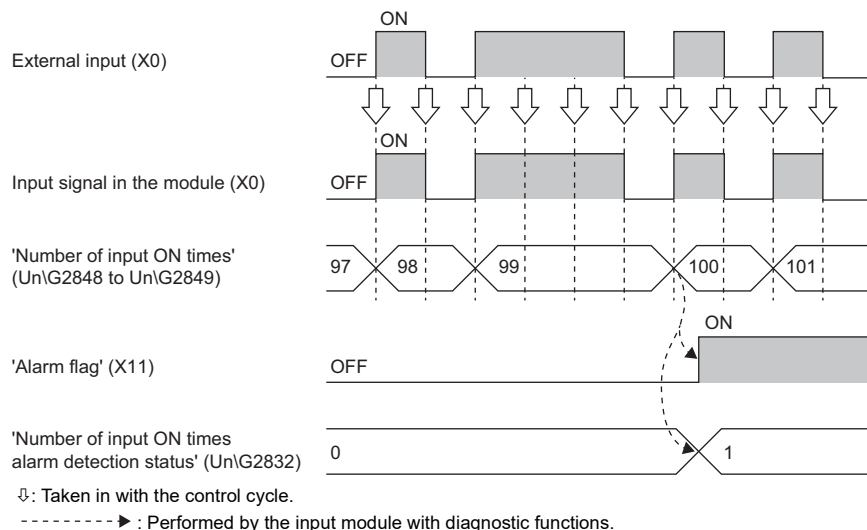 ON
External input (X0)
OFF
ON
Input signal in the module (X0)
OFF
'Number of input ON times'
(Un\G2848 to Un\G2849)
97 98 99 100 101
ON
'Alarm flag' (X11)
OFF
'Number of input ON times
alarm detection status' (Un\G2832)
0 1
: Taken in with the control cycle.
: Performed by the input module with diagnostic functions.